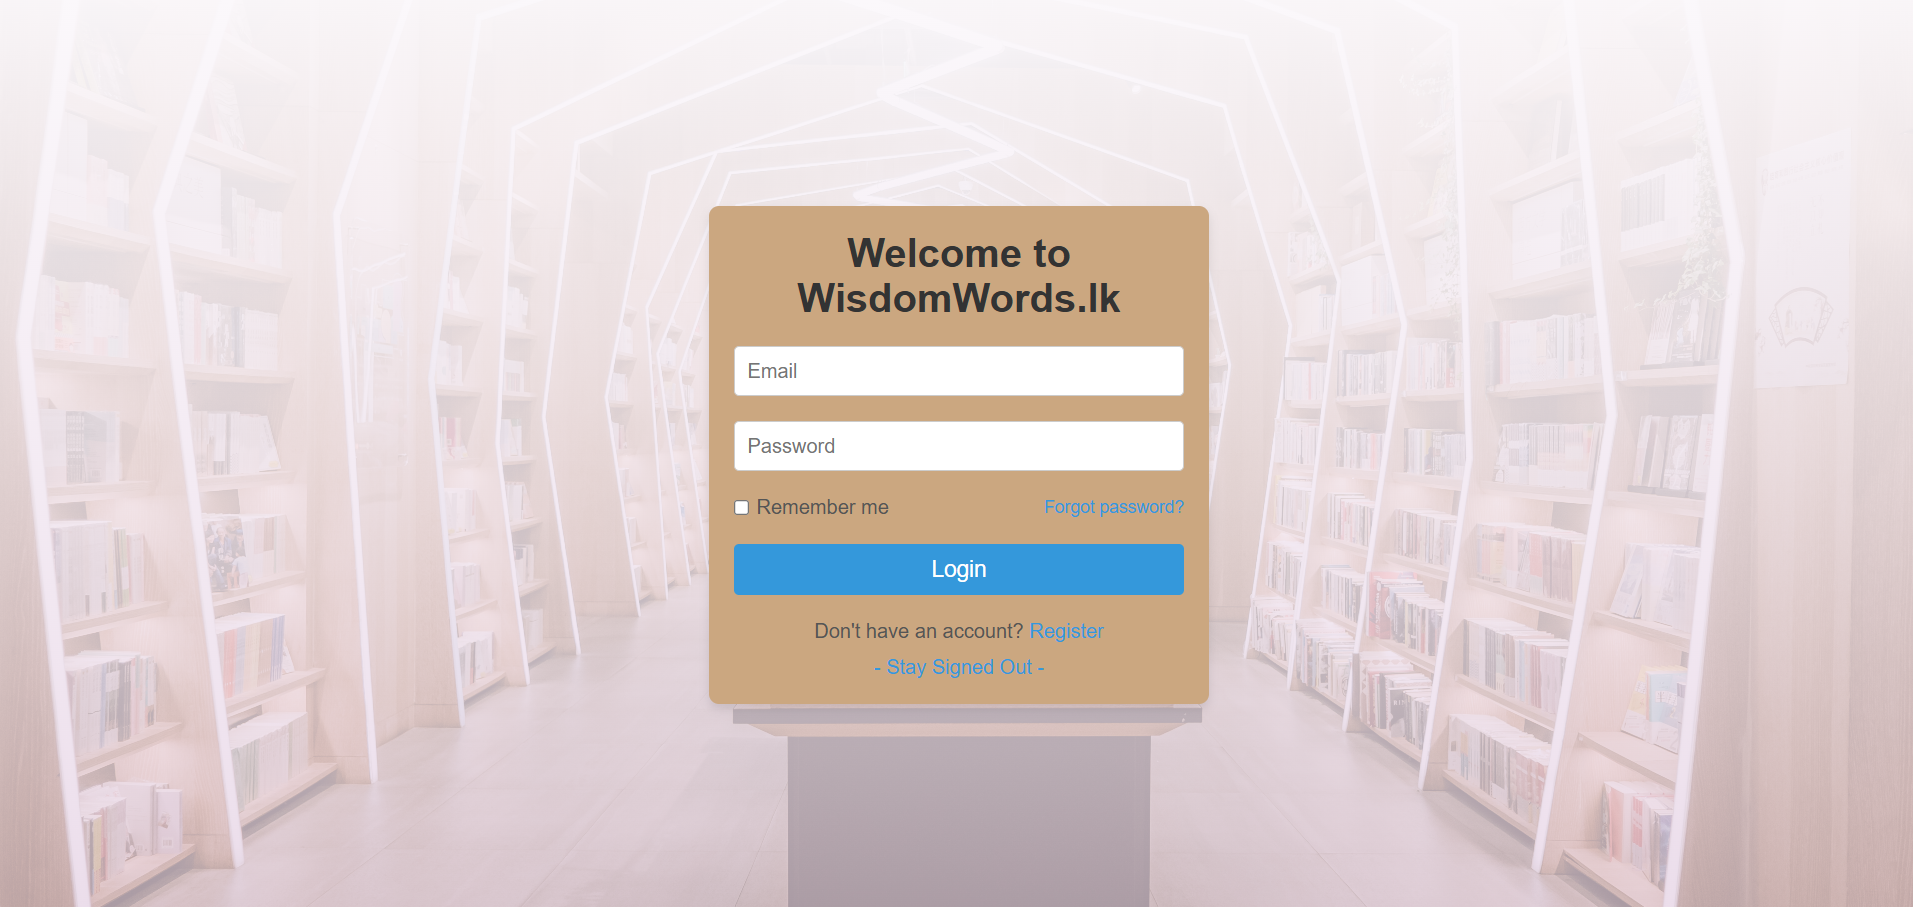 Welcome to
WisdomWords.lk
Email
Password
Remember me
Forgot password?
Login
Don't have an account? Register
- Stay Signed Out -